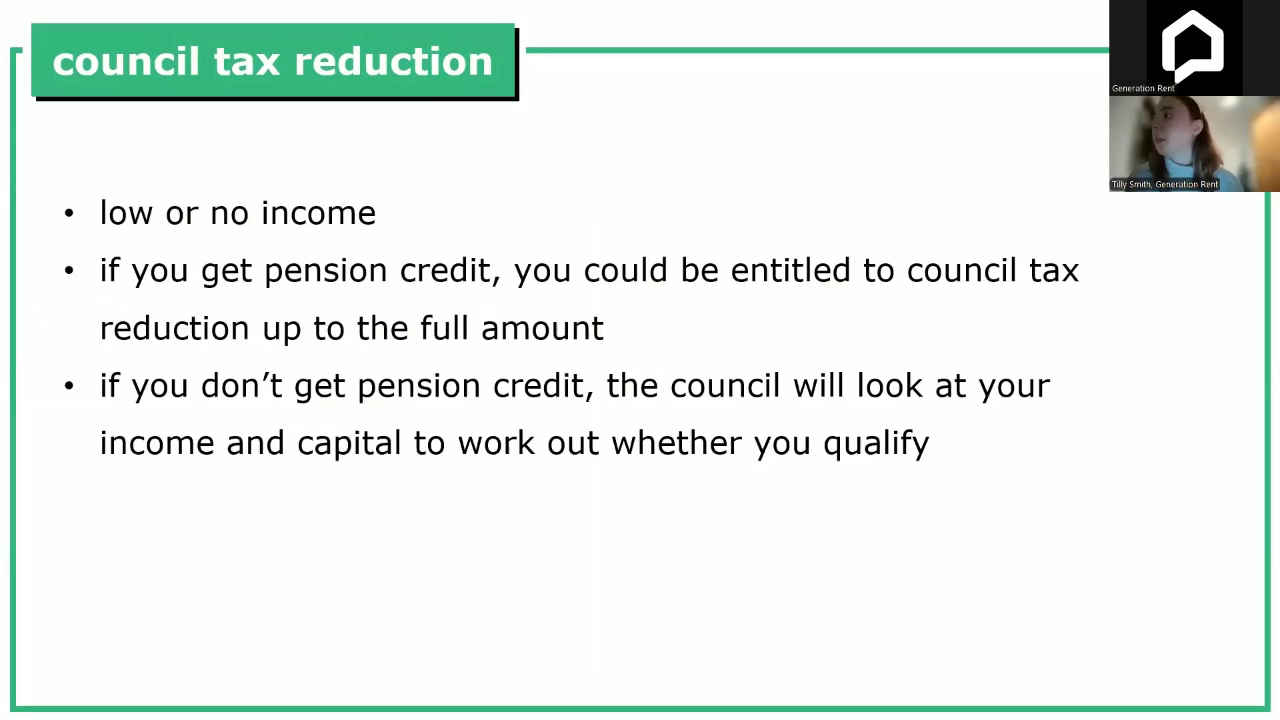 council tax reduction
Generation Rent
Tilly Smith, Generation Rent
• low or no income
• if you get pension credit, you could be entitled to council tax
reduction up to the full amount
• if you don’t get pension credit, the council will look at your
income and capital to work out whether you qualify